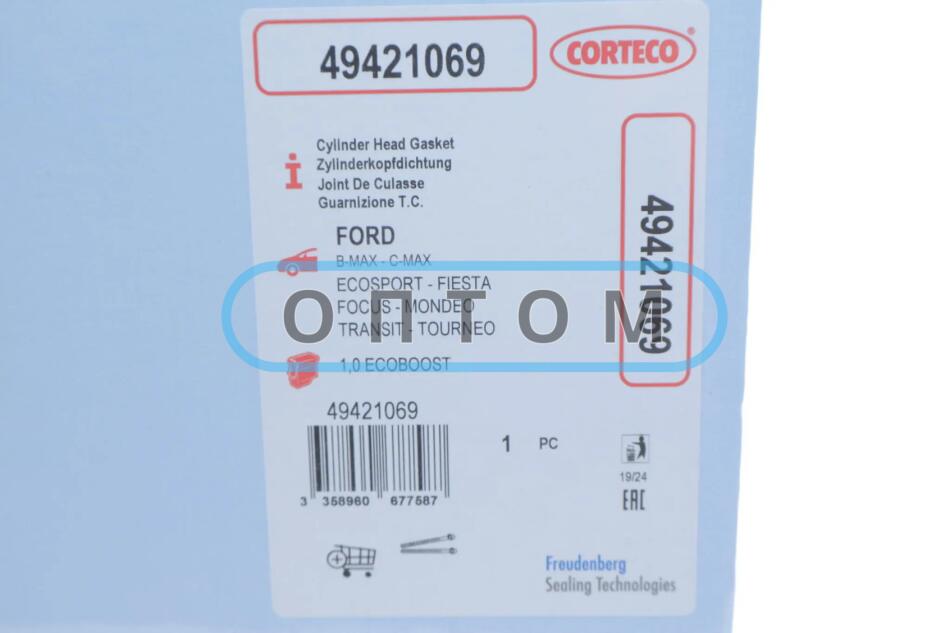 49421069
CORTECO®
Cylinder Head Gasket
Zylinderkopfdichtung
Joint De Culasse
Guarnizione T.C.
FORD
B-MAX - C-MAX
ECOSPORT - FIESTA
FOCUS - MONDEO
TRANSIT - TOURNEO
1,0 ECOBOOST
ОПТОМ
49421069
49421069
3 358960 677587
1 PC
19/24
EAC
Freudenberg
Sealing Technologies